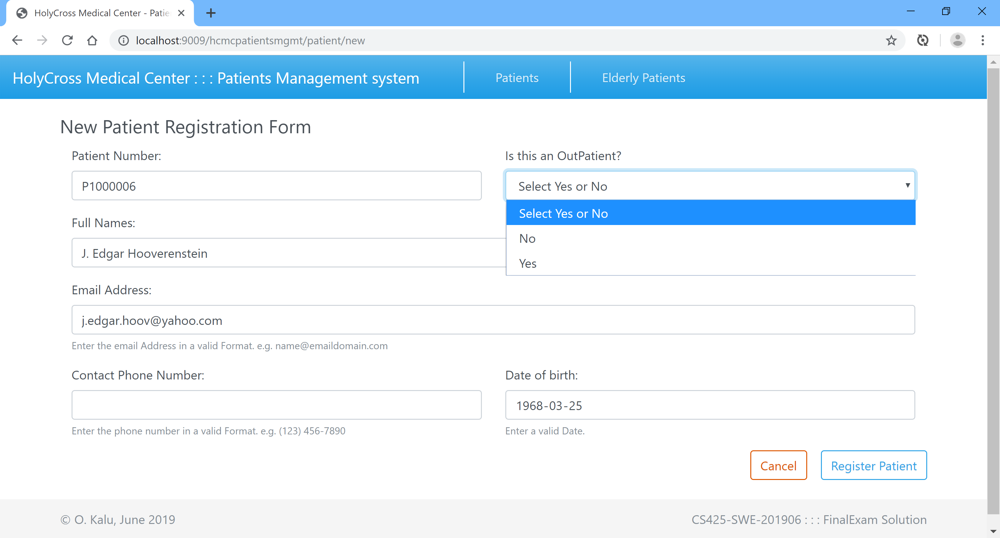 HolyCross Medical Center - Patie
localhost:9009/hcmcpatientsmgmt/patient/new
HolyCross Medical Center : : : Patients Management system
Patients
Elderly Patients
New Patient Registration Form
Patient Number:
Is this an OutPatient?
P1000006
Select Yes or No
Select Yes or No
No
Yes
Full Names:
J. Edgar Hooverenstein
Email Address:
j.edgar.hoov@yahoo.com
Enter the email Address in a valid Format. e.g. name@emaildomain.com
Contact Phone Number:
Date of birth:
1968-03-25
Enter the phone number in a valid Format. e.g. (123) 456-7890
Enter a valid Date.
Cancel
Register Patient
© O. Kalu, June 2019
CS425-SWE-201906 : : : FinalExam Solution